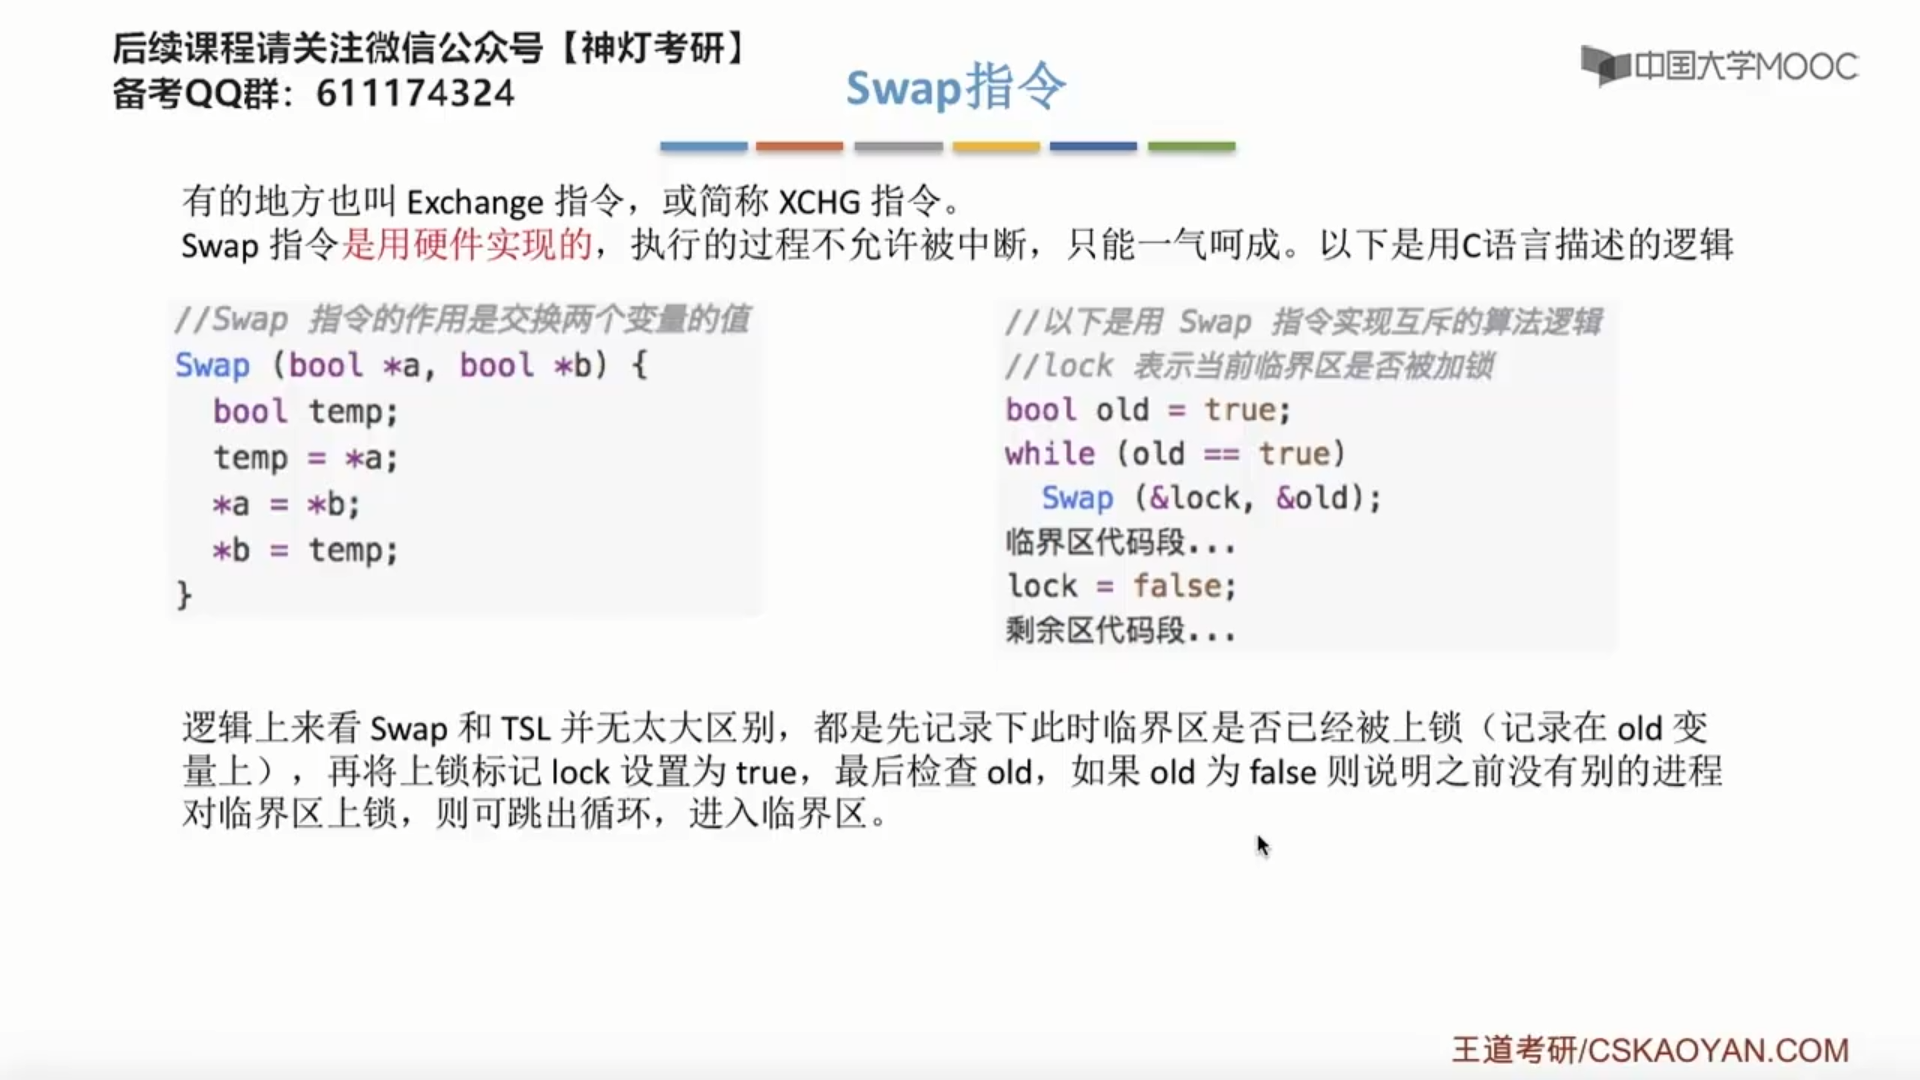 后续课程请关注微信公众号【神灯考研】
备考QQ群：611174324
中国大学MOOC
Swap指令
有的地方也叫 Exchange 指令，或简称 XCHG 指令。
Swap 指令是用硬件实现的，执行的过程不允许被中断，只能一气呵成。以下是用C语言描述的逻辑
//Swap 指令的作用是交换两个变量的值
Swap (bool *a, bool *b) {
  bool temp;
  temp = *a;
  *a = *b;
  *b = temp;
}
//以下是用 Swap 指令实现互斥的算法逻辑
//lock 表示当前临界区是否被加锁
bool old = true;
while (old == true)
  Swap (&lock, &old);
临界区代码段...
lock = false;
剩余区代码段...
逻辑上来看 Swap 和 TSL 并无太大区别，都是先记录下此时临界区是否已经被上锁（记录在 old 变
量上），再将上锁标记 lock 设置为 true，最后检查 old，如果 old 为 false 则说明之前没有别的进程
对临界区上锁，则可跳出循环，进入临界区。
王道考研/CSKAOYAN.COM